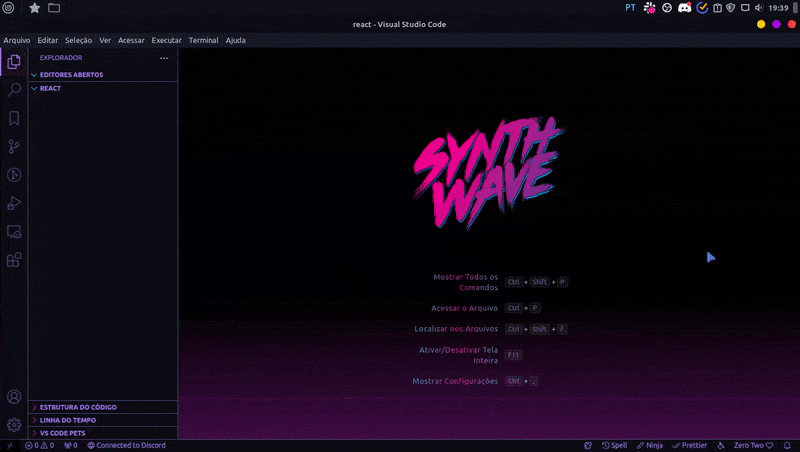 PT
19:39
react - Visual Studio Code
Arquivo Editar Seleção Ver Acessar Executar Terminal Ajuda
EXPLORADOR
EDITORES ABERTOS
REACT
SYNTH
WAVE
Mostrar Todos os
Comandos
Ctrl + Shift + P
Acessar o Arquivo Ctrl + P
Localizar nos Arquivos Ctrl + Shift + F
Ativar/Desativar Tela
Inteira
F11
Mostrar Configurações Ctrl + ,
ESTRUTURA DO CÓDIGO
LINHA DO TEMPO
VS CODE PETS
0 0 0 Connected to Discord Spell Ninja Prettier Zero Two